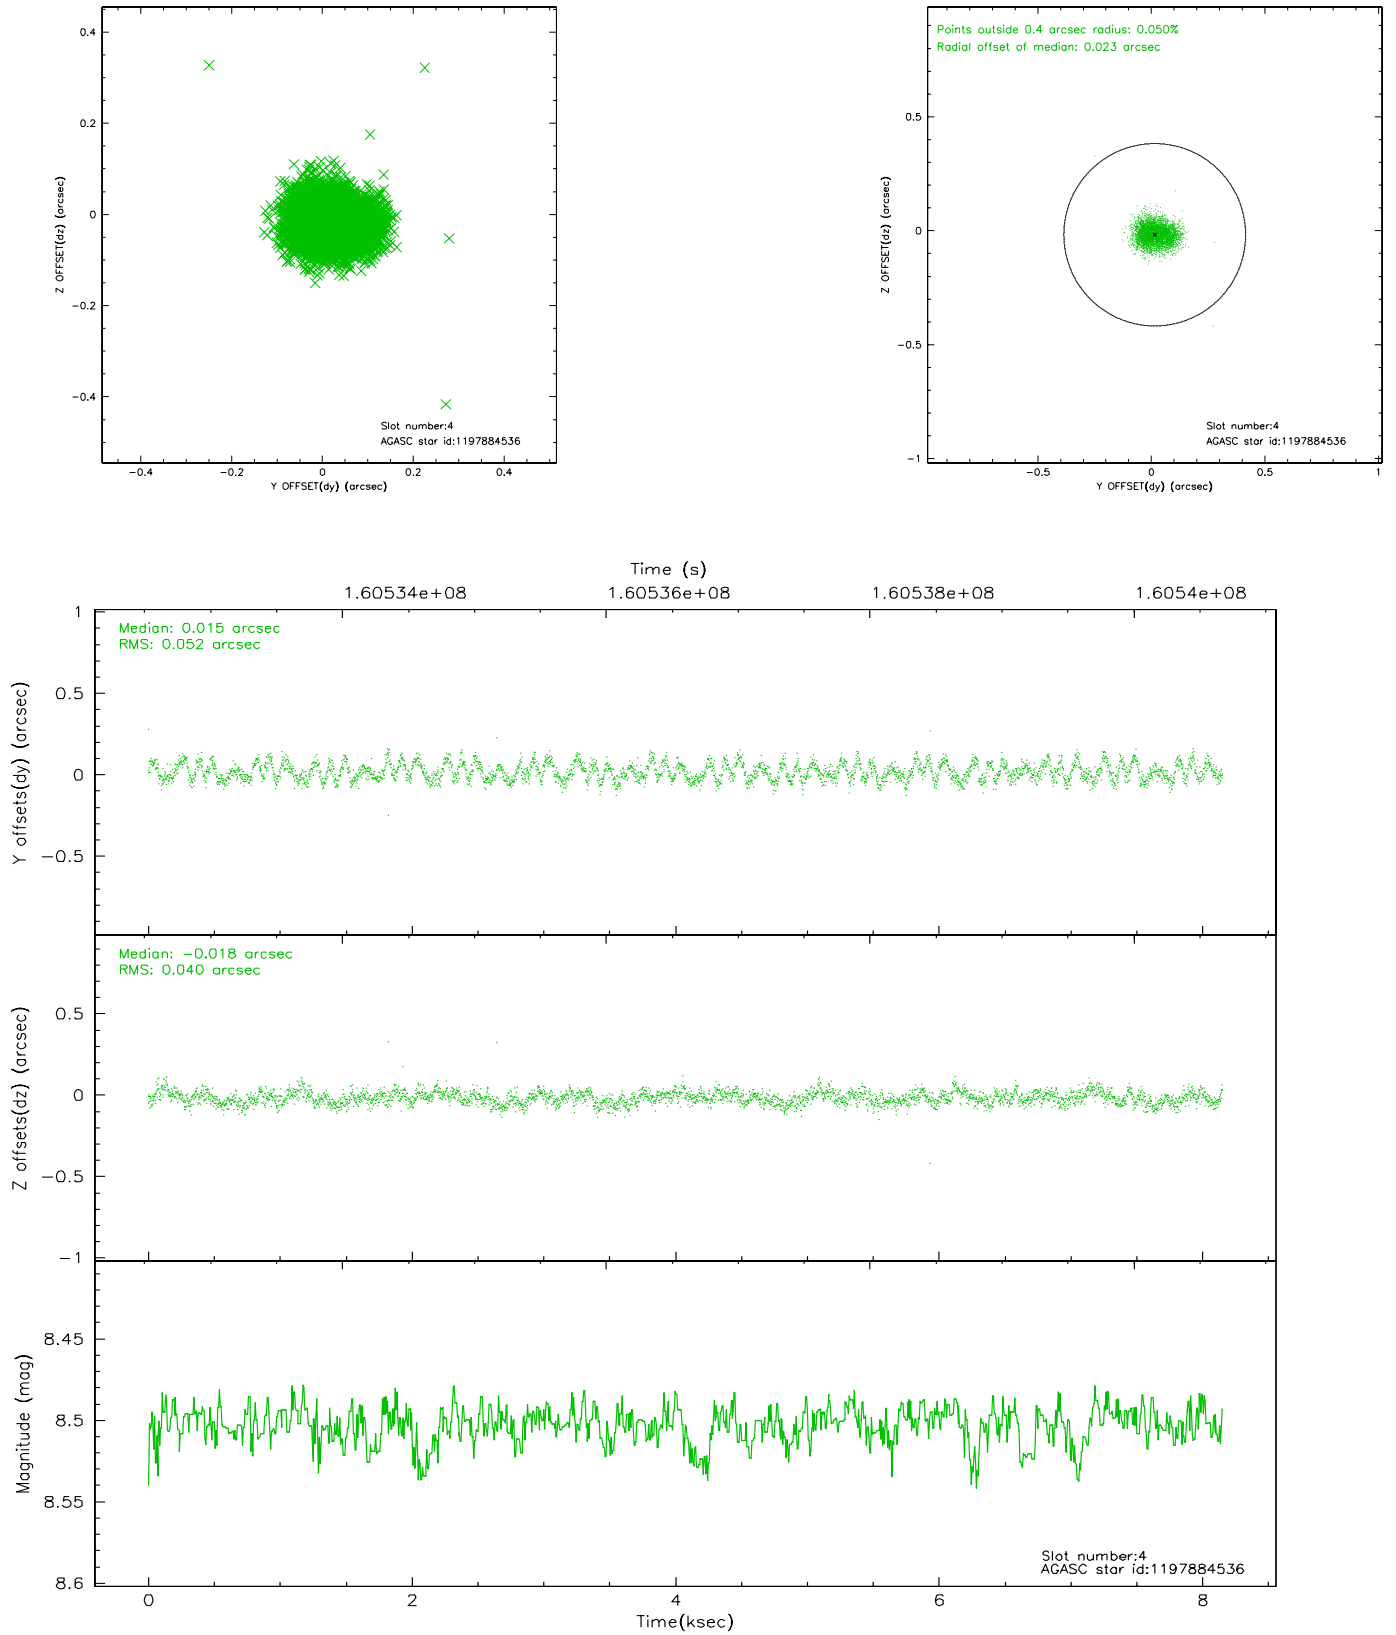 0.4
0.2
0
−0.2
−0.4
Z OFFSET(dz) (arcsec)
Slot number:4
AGASC star id:1197884536
−0.4 −0.2 0 0.2 0.4
Y OFFSET(dy) (arcsec)
Points outside 0.4 arcsec radius: 0.050%
Radial offset of median: 0.023 arcsec
0.5
0
−0.5
−1
Z OFFSET(dz) (arcsec)
Slot number:4
AGASC star id:1197884536
−0.5 0 0.5 1
Y OFFSET(dy) (arcsec)
Time (s)
1.60534e+08 1.60536e+08 1.60538e+08 1.6054e+08
Median: 0.015 arcsec
RMS: 0.052 arcsec
1
0.5
0
−0.5
Y offsets(dy) (arcsec)
Median: −0.018 arcsec
RMS: 0.040 arcsec
0.5
0
−0.5
−1
Z offsets(dz) (arcsec)
8.45
8.5
8.55
8.6
Magnitude (mag)
Slot number:4
AGASC star id:1197884536
0 2 4 6 8
Time(ksec)